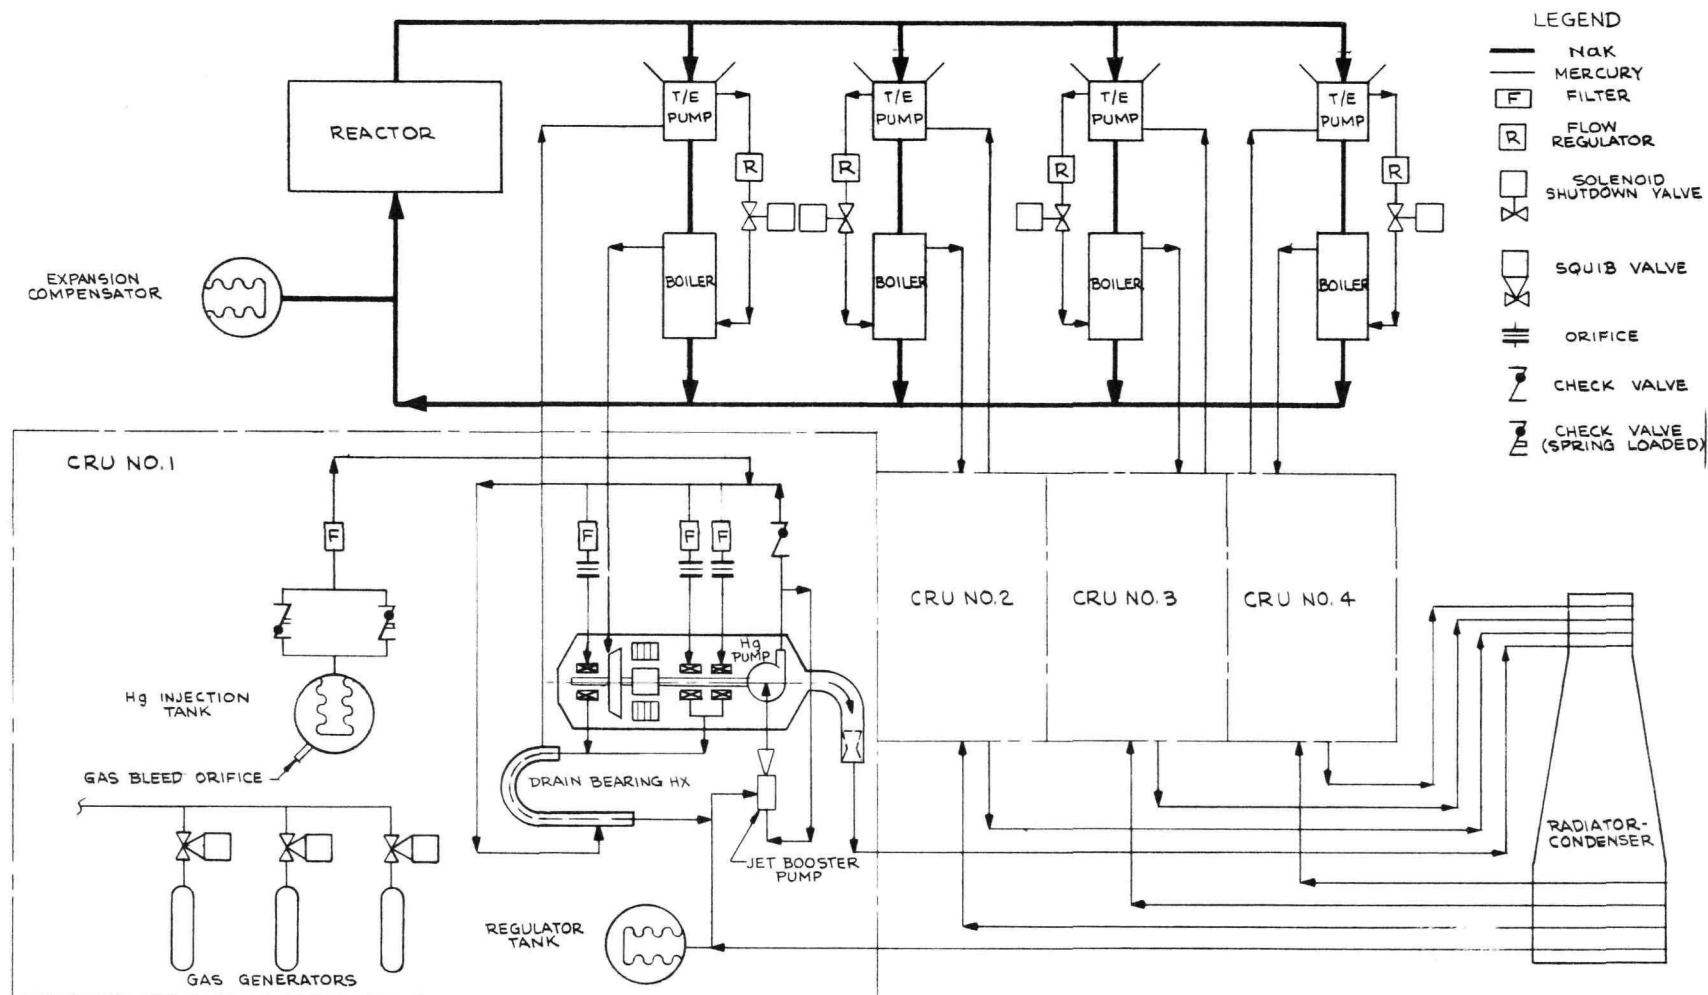 LEGEND
NaK
MERCURY
F
FILTER
R
FLOW
REGULATOR
SOLENOID
SHUTDOWN VALVE
SQUIB VALVE
ORIFICE
CHECK VALVE
CHECK VALVE
(SPRING LOADED)
REACTOR
T/E
PUMP
T/E
PUMP
T/E
PUMP
T/E
PUMP
R
R
R
R
EXPANSION
COMPENSATOR
BOILER
BOILER
BOILER
BOILER
CRU NO.1
F
F
F
F
CRU NO.2
CRU NO.3
CRU NO.4
Hg
PUMP
Hg INJECTION
TANK
GAS BLEED ORIFICE
DRAIN BEARING HX
JET BOOSTER
PUMP
RADIATOR-
CONDENSER
REGULATOR
TANK
GAS GENERATORS